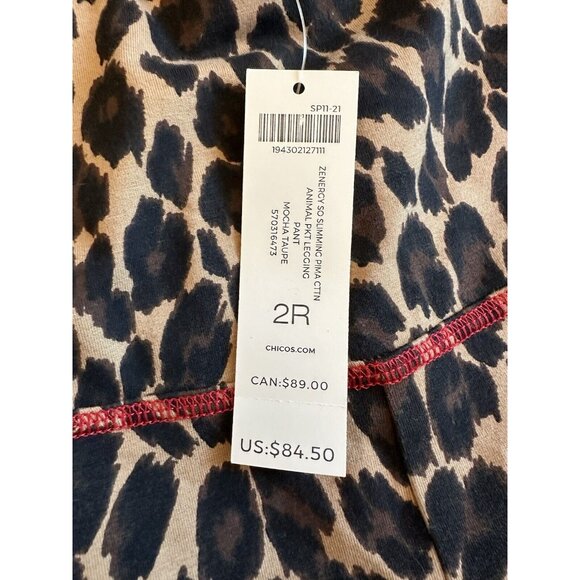 SP11-21
194302127111
ZENERGY SO SLIMMING PIMA CTTN
ANIMAL PKT LEGGING
PANT
MOCHA TAUPE
570316473
2R
CHICOS.COM
CAN:$89.00
US:$84.50